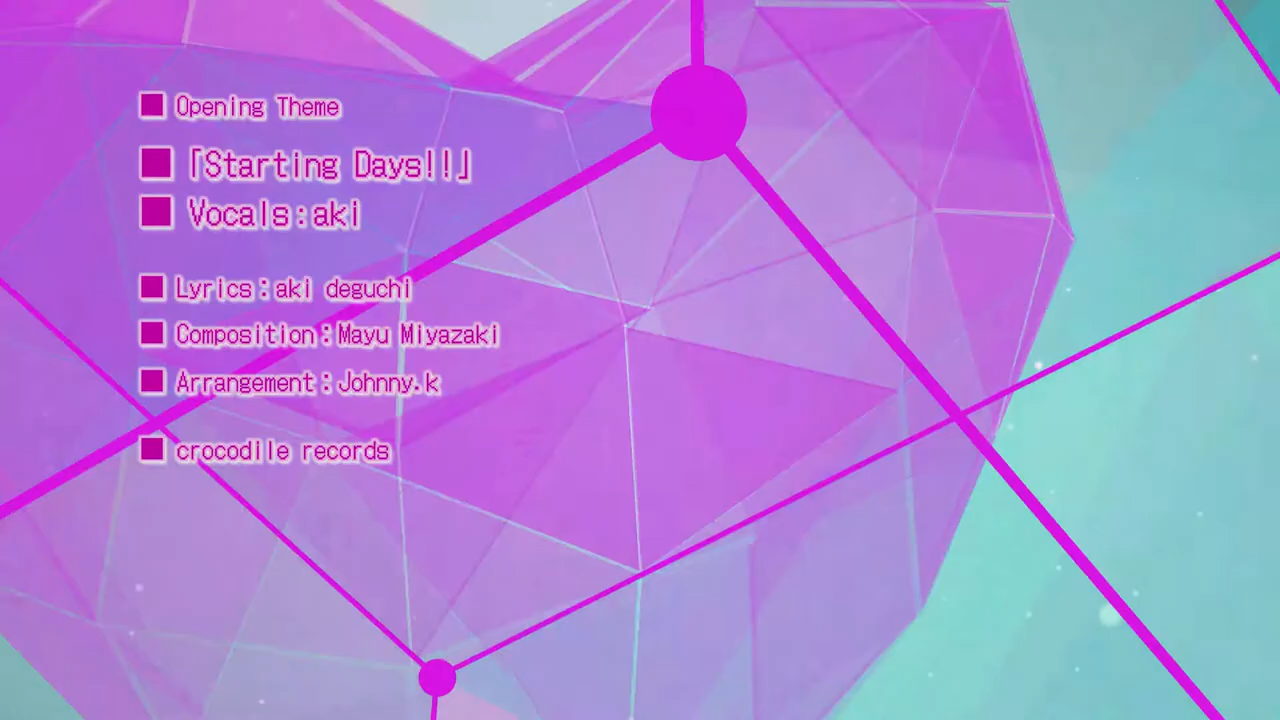 ■ Opening Theme
■ 「Starting Days!!」
■ Vocals:aki
■ Lyrics:aki deguchi
■ Composition:Mayu Miyazaki
■ Arrangement:Johnny.k
■ crocodile records